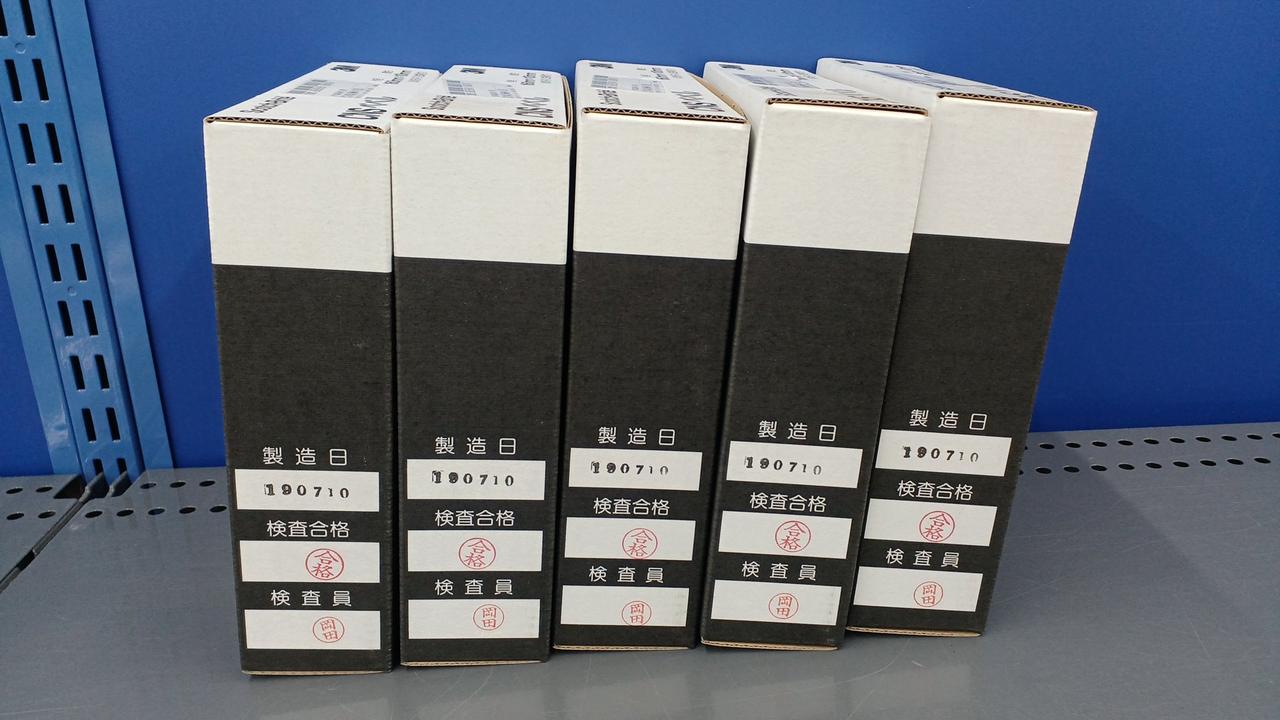 製造日
190710
検査合格
合格
検査員
岡田
製造日
190710
検査合格
合格
検査員
岡田
製造日
190710
検査合格
合格
検査員
岡田
製造日
190710
検査合格
合格
検査員
岡田
製造日
190710
検査合格
合格
検査員
岡田